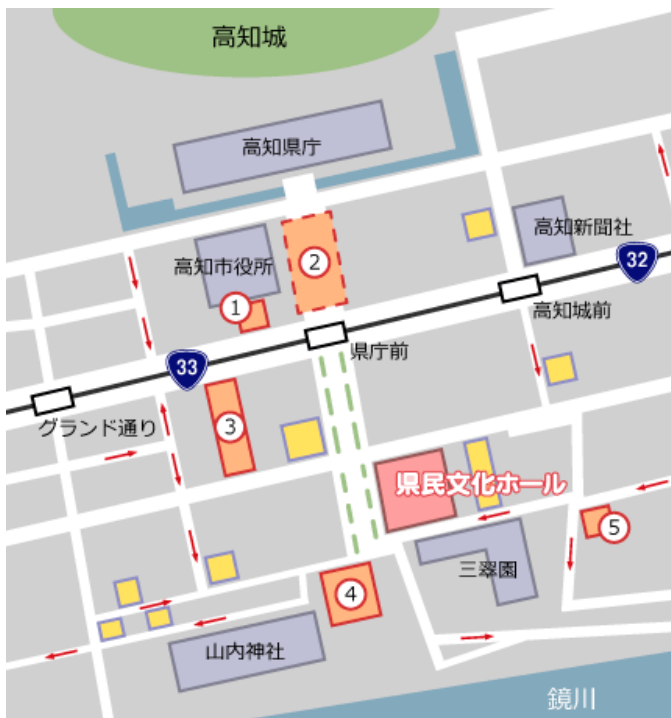 高知城
高知県庁
高知新聞社
高知市役所
②
32
①
高知城前
県庁前
33
グランド通り
③
県民文化ホール
⑤
三翠園
④
山内神社
鏡川